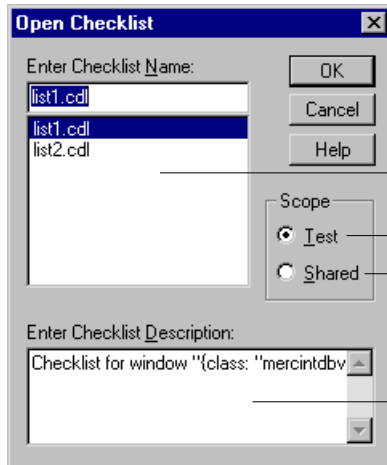 Open Checklist
Enter Checklist Name:
list1.cdl
list1.cdl
list2.cdl
OK
Cancel
Help
Scope
Test
Shared
Enter Checklist Description:
Checklist for window "{class: "mercintdbv